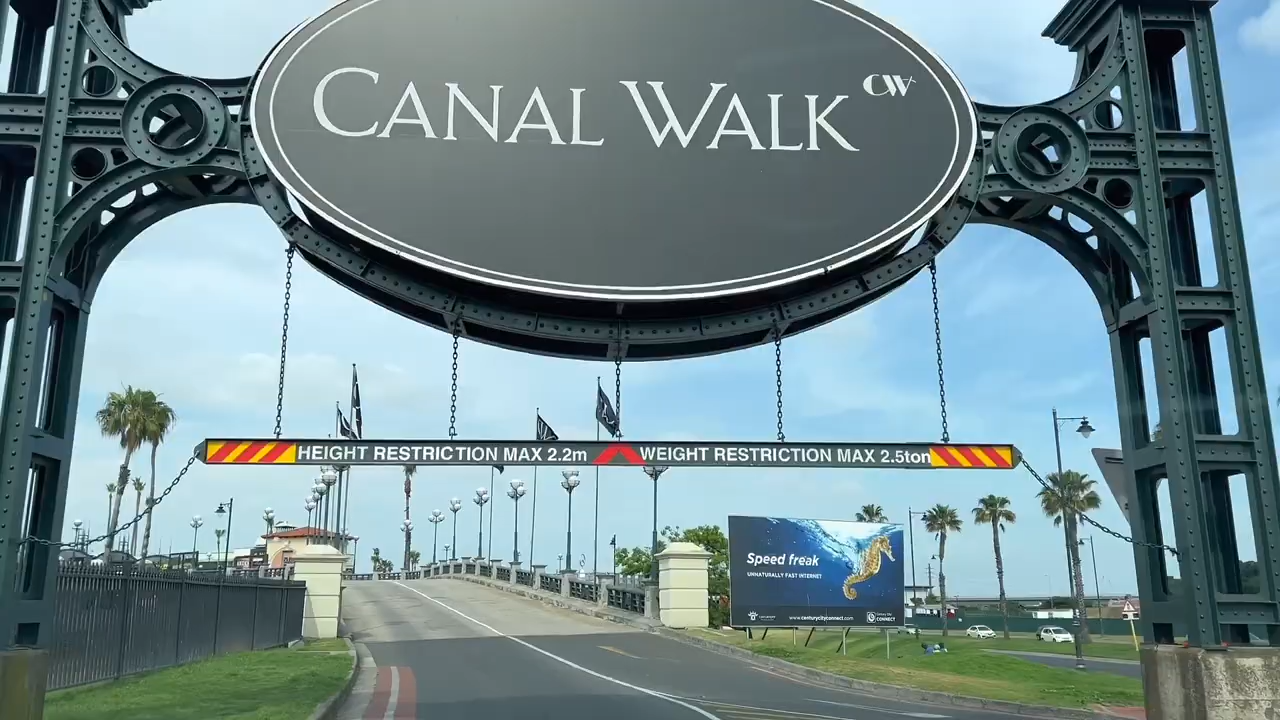 CANAL WALK CW
HEIGHT RESTRICTION MAX 2.2m WEIGHT RESTRICTION MAX 2.5ton
Speed freak
UNNATURALLY FAST INTERNET
www.centurycityconnect.com
CONNECT